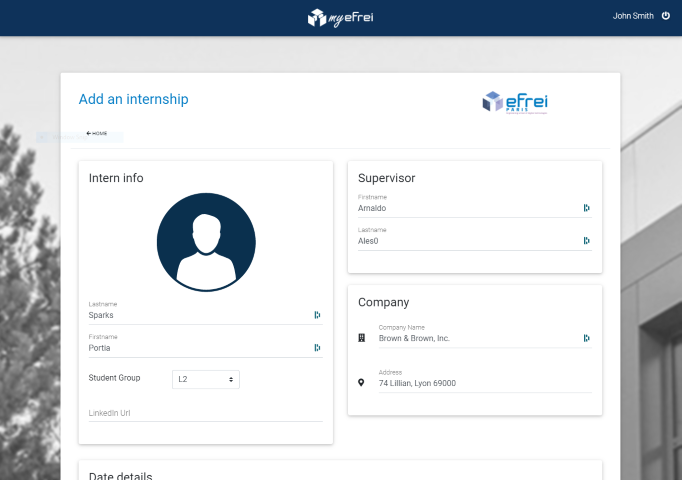 myefrei
John Smith
Add an internship
efrei
PARIS
HOME
Intern info
Lastname
Sparks
Firstname
Portia
Student Group
L2
LinkedIn Url
Supervisor
Firstname
Arnaldo
Lastname
Ales0
Company
Company Name
Brown & Brown, Inc.
Address
74 Lillian, Lyon 69000
Date details